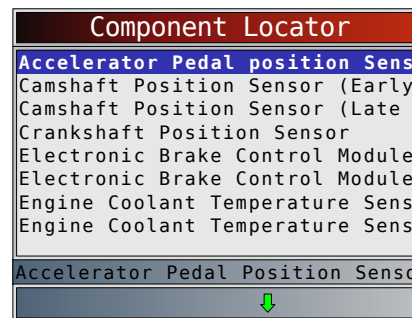 Component Locator
Accelerator Pedal position Sens
Camshaft Position Sensor (Early
Camshaft Position Sensor (Late
Crankshaft Position Sensor
Electronic Brake Control Module
Electronic Brake Control Module
Engine Coolant Temperature Sens
Engine Coolant Temperature Sens
Accelerator Pedal Position Senso